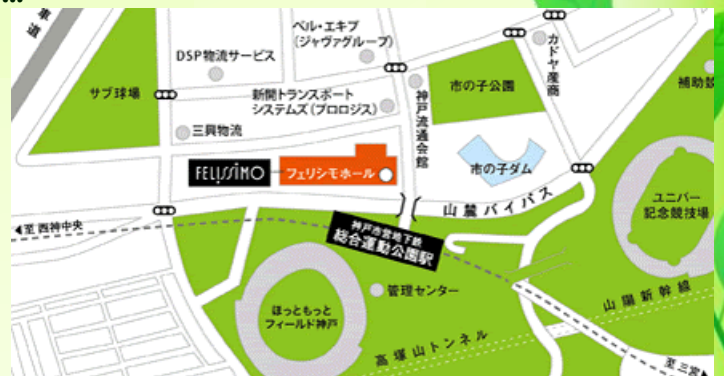 車道
ベル・エキプ
(ジャヴァグループ)
DSP物流サービス
カドヤ産商
サブ球場
新開トランスポート
システムズ(プロロジス)
市の子公園
補助競
三興物流
神戸流通会館
FELISSIMO
フェリシモホール
市の子ダム
ユニバー
記念競技場
山麓バイパス
至西神中央
神戸市営地下鉄
総合運動公園駅
管理センター
ほっともっと
フィールド神戸
山陽新幹線
高塚山トンネル
至三宮